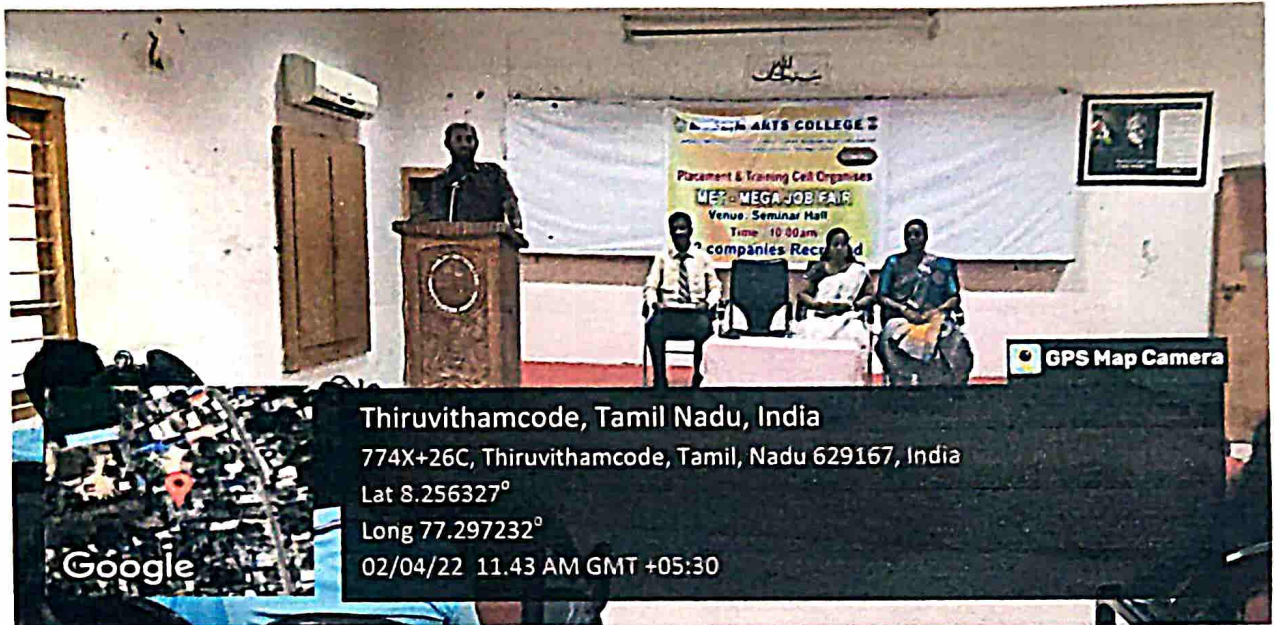 ARTS COLLEGE
Placement & Training Cell Organises
MET - MEGA JOB FAIR
Venue: Seminar Hall
Time 10:00am
companies
GPS Map Camera
Thiruvithamcode, Tamil Nadu, India
774X+26C, Thiruvithamcode, Tamil, Nadu 629167, India
Lat 8.256327°
Long 77.297232°
02/04/22 11.43 AM GMT +05:30
Google